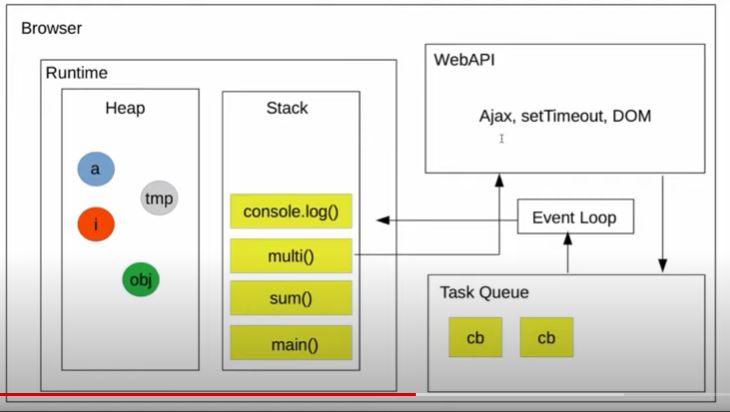 Browser
Runtime
Heap
a
tmp
i
obj
Stack
console.log()
multi()
sum()
main()
WebAPI
Ajax, setTimeout, DOM
Event Loop
Task Queue
cb
cb